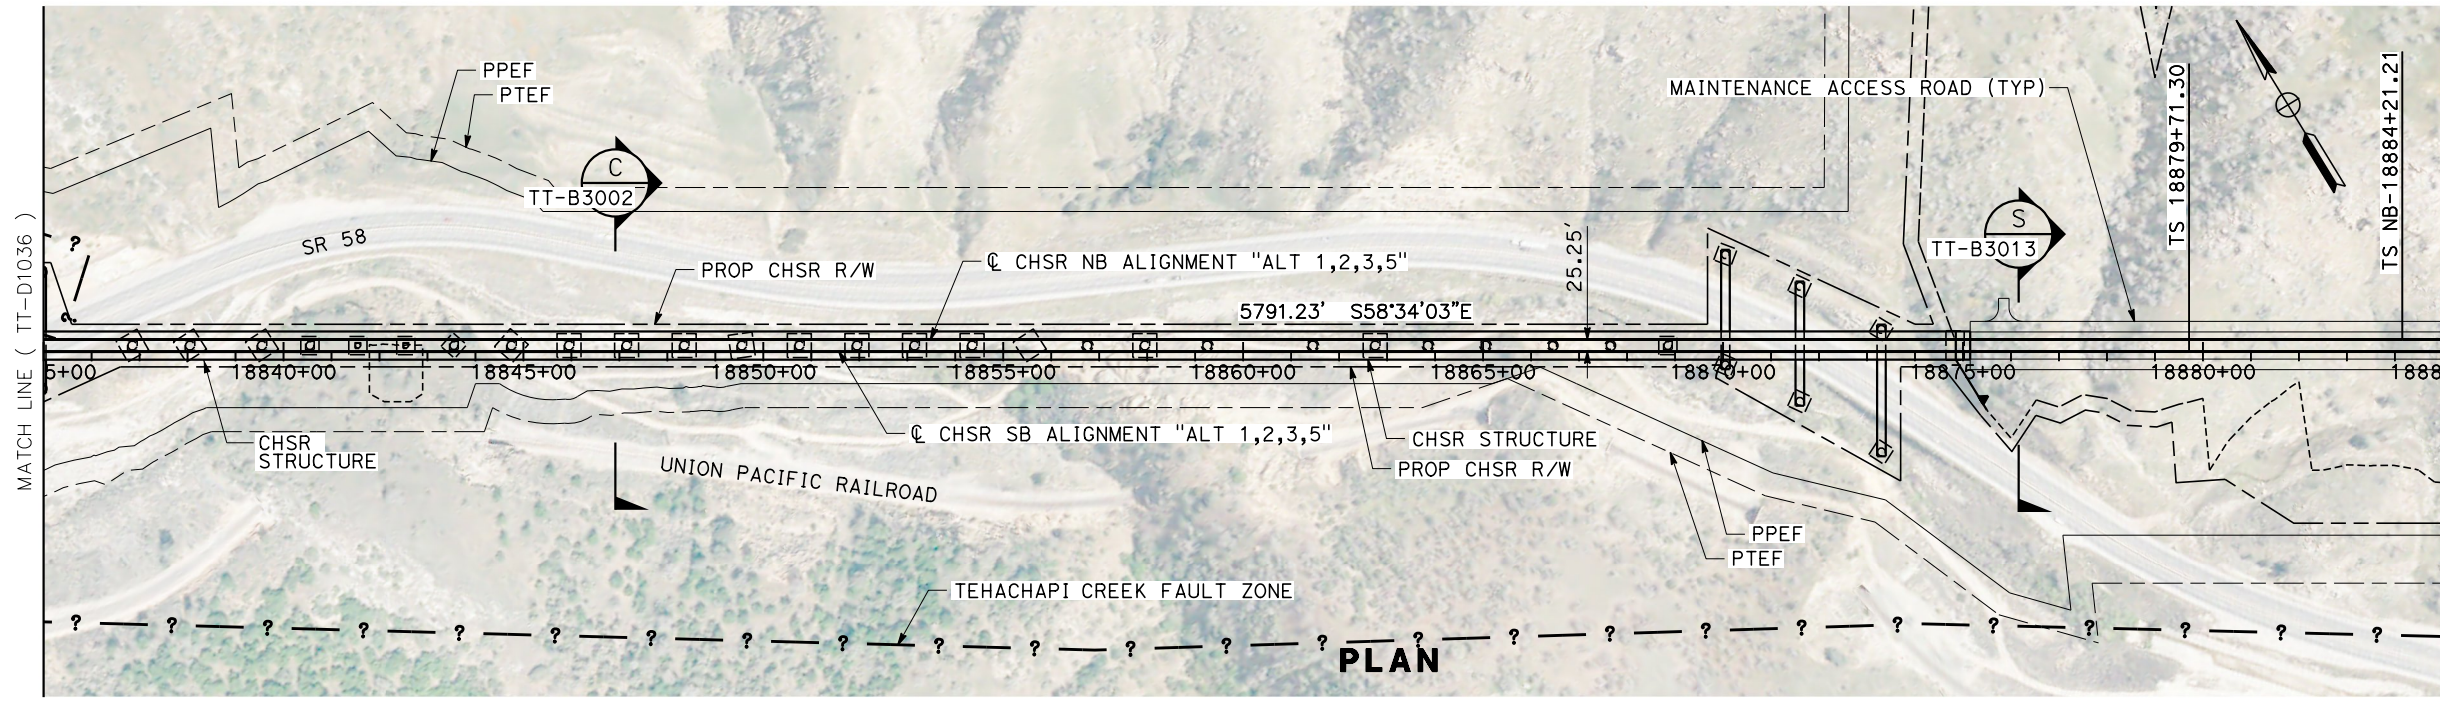 PPEF
PTEF
C
TT-B3002
MAINTENANCE ACCESS ROAD (TYP)
TS 18879+71.30
TS NB-18884+21.21
S
TT-B3013
MATCH LINE ( TT-D1036 )
?
?
SR 58
PROP CHSR R/W
℄ CHSR NB ALIGNMENT "ALT 1,2,3,5"
25.25'
5791.23' S58°34'03"E
5+00
18840+00
18845+00
18850+00
18855+00
18860+00
18865+00
18870+00
18875+00
18880+00
1888
CHSR
STRUCTURE
℄ CHSR SB ALIGNMENT "ALT 1,2,3,5"
CHSR STRUCTURE
PROP CHSR R/W
UNION PACIFIC RAILROAD
PPEF
PTEF
TEHACHAPI CREEK FAULT ZONE
? ? ? ? ? ? ? ? ? ? ? ? ? ? ? ? ? ? ? ? ? ? ? ? ?
PLAN